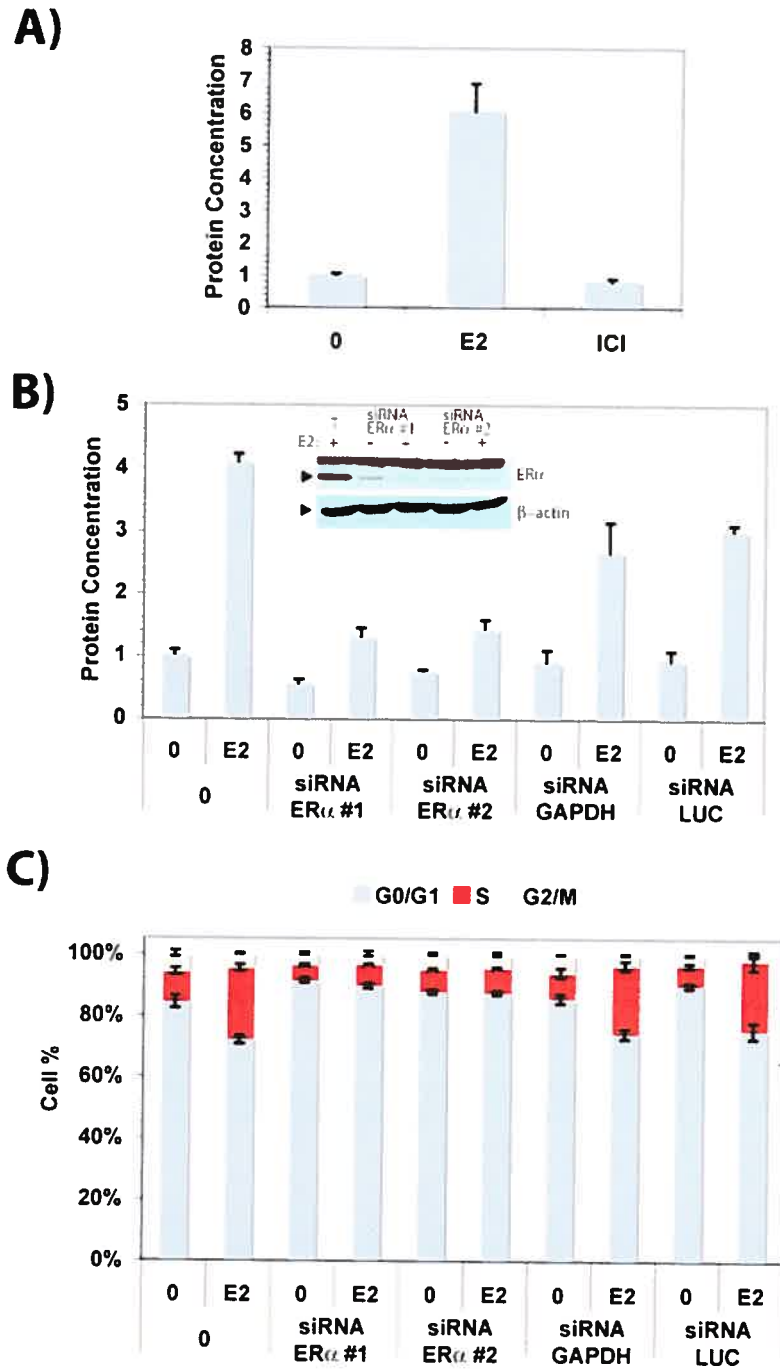 A)
8
7
6
5
4
3
2
1
0
Protein Concentration
0 E2 ICI
B)
5
4
3
2
1
0
Protein Concentration
siRNA siRNA
ERα #1 ERα #2
E2: + - + - +
ERα
β-actin
0 E2 0 E2 0 E2 0 E2 0 E2
0 siRNA siRNA siRNA siRNA
ERα #1 ERα #2 GAPDH LUC
C)
G0/G1 S G2/M
100%
80%
60%
40%
20%
0%
Cell %
0 E2 0 E2 0 E2 0 E2 0 E2
0 siRNA siRNA siRNA siRNA
ERα #1 ERα #2 GAPDH LUC